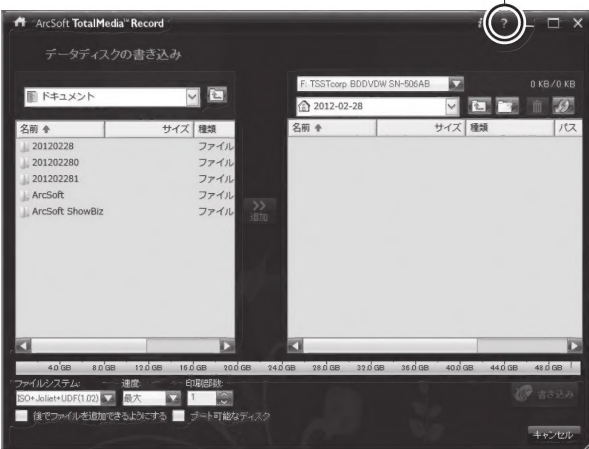 ArcSoft TotalMedia™ Record
i ?
データディスクの書き込み
ドキュメント
F: TSSTcorp BDDVDW SN-506AB
0 KB/0 KB
2012-02-28
名前 サイズ 種類
20120228 ファイル
201202280 ファイル
201202281 ファイル
ArcSoft ファイル
ArcSoft ShowBiz ファイル
>>
追加
名前 サイズ 種類 パス
4.0 GB 8.0 GB 12.0 GB 16.0 GB 20.0 GB 24.0 GB 28.0 GB 32.0 GB 36.0 GB 40.0 GB 44.0 GB 48.0 GB
ファイルシステム: 速度: 印刷部数:
ISO+Joliet+UDF(1.02) 最大 1
後でファイルを追加できるようにする ブート可能なディスク
書き込み
キャンセル